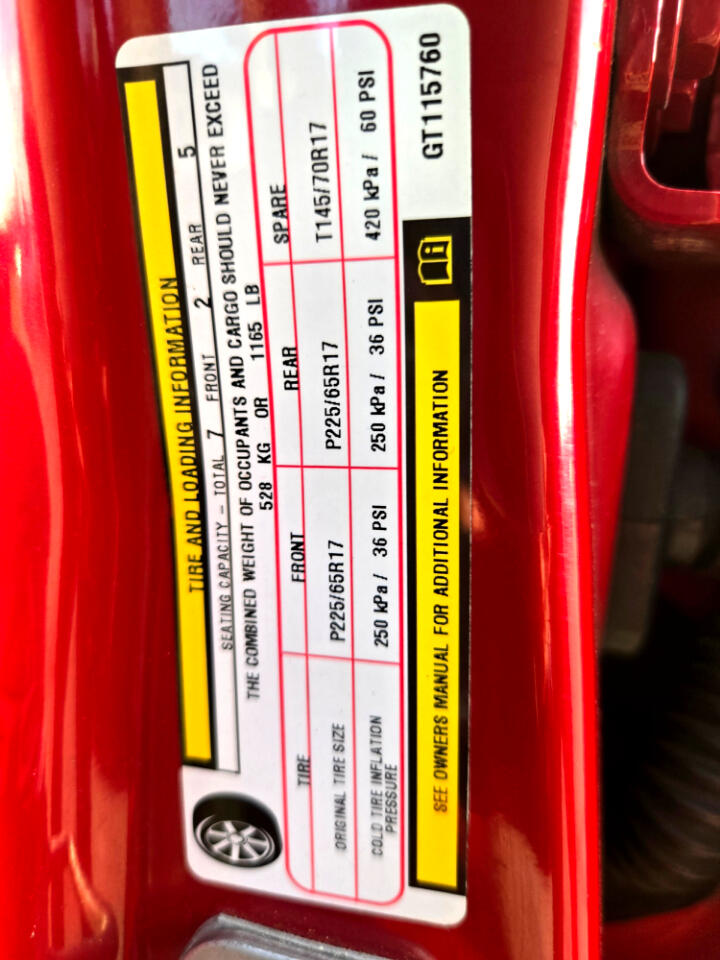 TIRE AND LOADING INFORMATION
SEATING CAPACITY – TOTAL 7 FRONT 2 REAR 5
THE COMBINED WEIGHT OF OCCUPANTS AND CARGO SHOULD NEVER EXCEED
528 KG OR 1165 LB
TIRE FRONT REAR SPARE
ORIGINAL TIRE SIZE P225/65R17 P225/65R17 T145/70R17
COLD TIRE INFLATION PRESSURE 250 kPa / 36 PSI 250 kPa / 36 PSI 420 kPa / 60 PSI
SEE OWNERS MANUAL FOR ADDITIONAL INFORMATION
GT115760